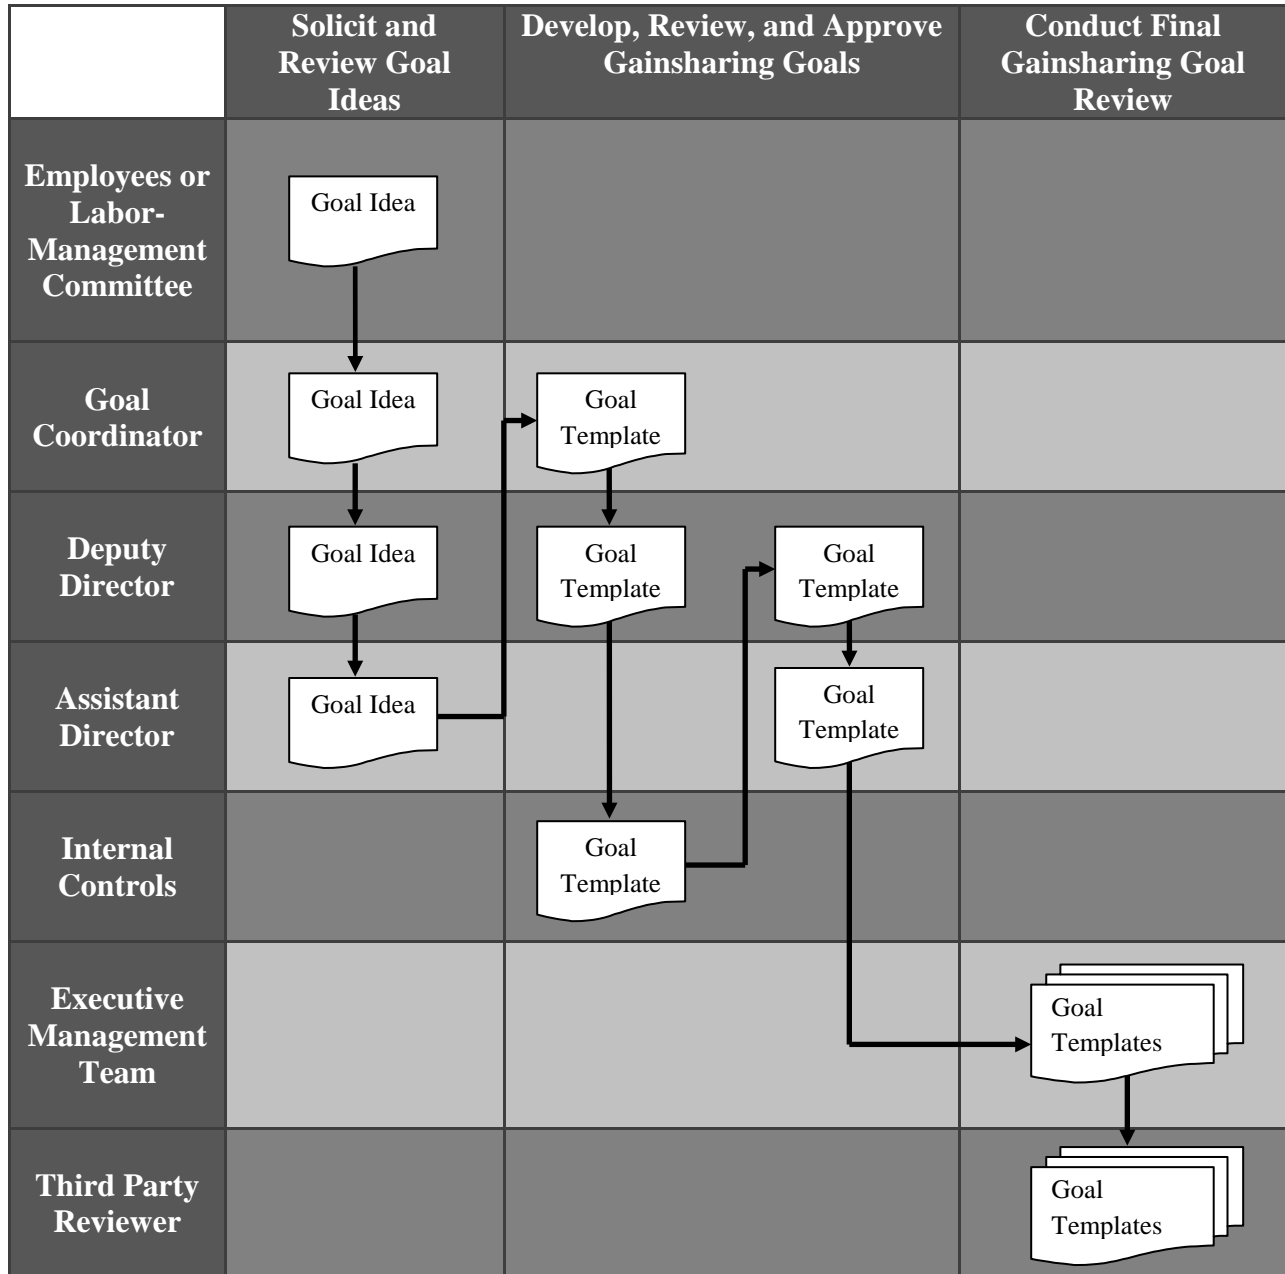 Solicit and
Review Goal
Ideas
Develop, Review, and Approve
Gainsharing Goals
Conduct Final
Gainsharing Goal
Review
Employees or
Labor-
Management
Committee
Goal Idea
Goal
Coordinator
Goal Idea
Goal
Template
Deputy
Director
Goal Idea
Goal
Template
Goal
Template
Assistant
Director
Goal Idea
Goal
Template
Internal
Controls
Goal
Template
Executive
Management
Team
Goal
Templates
Third Party
Reviewer
Goal
Templates